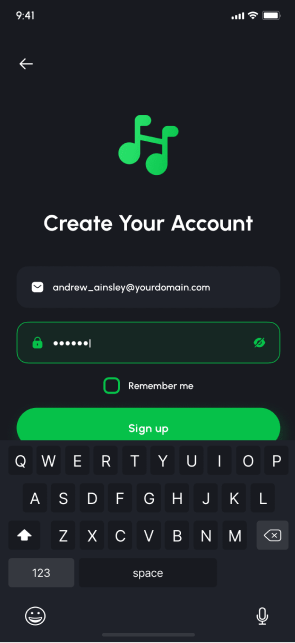 9:41
Create Your Account
andrew_ainsley@yourdomain.com
●●●●●●
Remember me
Sign up
Q W E R T Y U I O P
A S D F G H J K L
Z X C V B N M
123 space